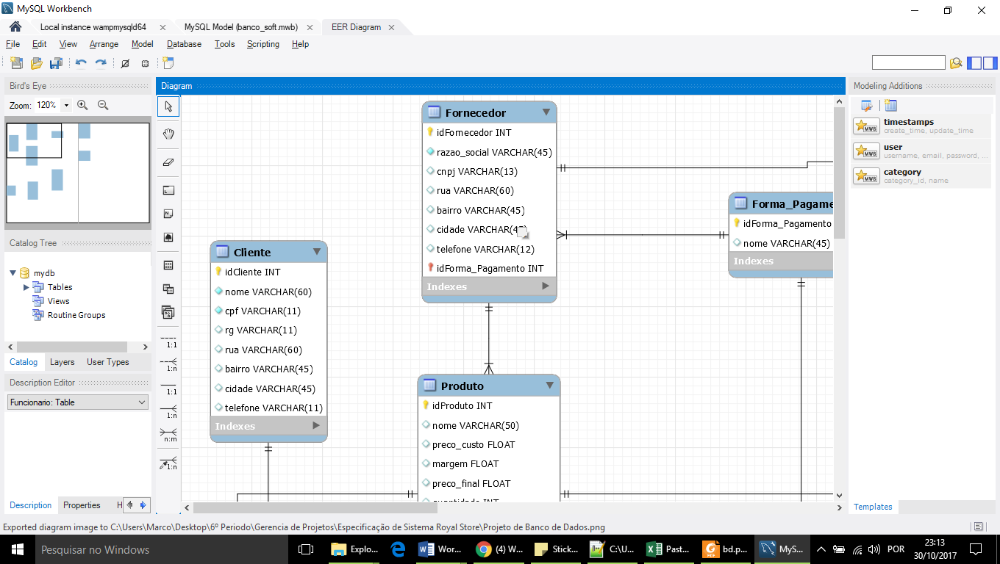 MySQL Workbench
Local instance wampmysqld64
MySQL Model (banco_soft.mwb)
EER Diagram
File Edit View Arrange Model Database Tools Scripting Help
Bird's Eye
Zoom: 120%
Catalog Tree
mydb
Tables
Views
Routine Groups
Catalog Layers User Types
Description Editor
Funcionario: Table
Description Properties H
1:1
1:n
1:1
1:n
n:m
1:n
Diagram
Fornecedor
idFornecedor INT
razao_social VARCHAR(45)
cnpj VARCHAR(13)
rua VARCHAR(60)
bairro VARCHAR(45)
cidade VARCHAR(45)
telefone VARCHAR(12)
idForma_Pagamento INT
Indexes
Forma_Pagame
idForma_Pagamento
nome VARCHAR(45)
Indexes
Cliente
idCliente INT
nome VARCHAR(60)
cpf VARCHAR(11)
rg VARCHAR(11)
rua VARCHAR(60)
bairro VARCHAR(45)
cidade VARCHAR(45)
telefone VARCHAR(11)
Indexes
Produto
idProduto INT
nome VARCHAR(50)
preco_custo FLOAT
margem FLOAT
preco_final FLOAT
quantidade INT
Modeling Additions
MWB
timestamps
create_time, update_time
MWB
user
username, email, password, ...
MWB
category
category_id, name
Templates
Exported diagram image to C:\Users\Marco\Desktop\6º Periodo\Gerencia de Projetos\Especificação de Sistema Royal Store\Projeto de Banco de Dados.png
Pesquisar no Windows
Explo...
Wor...
(4) W...
Stick...
C:\U...
Past...
bd.p...
MyS...
POR
23:13
30/10/2017